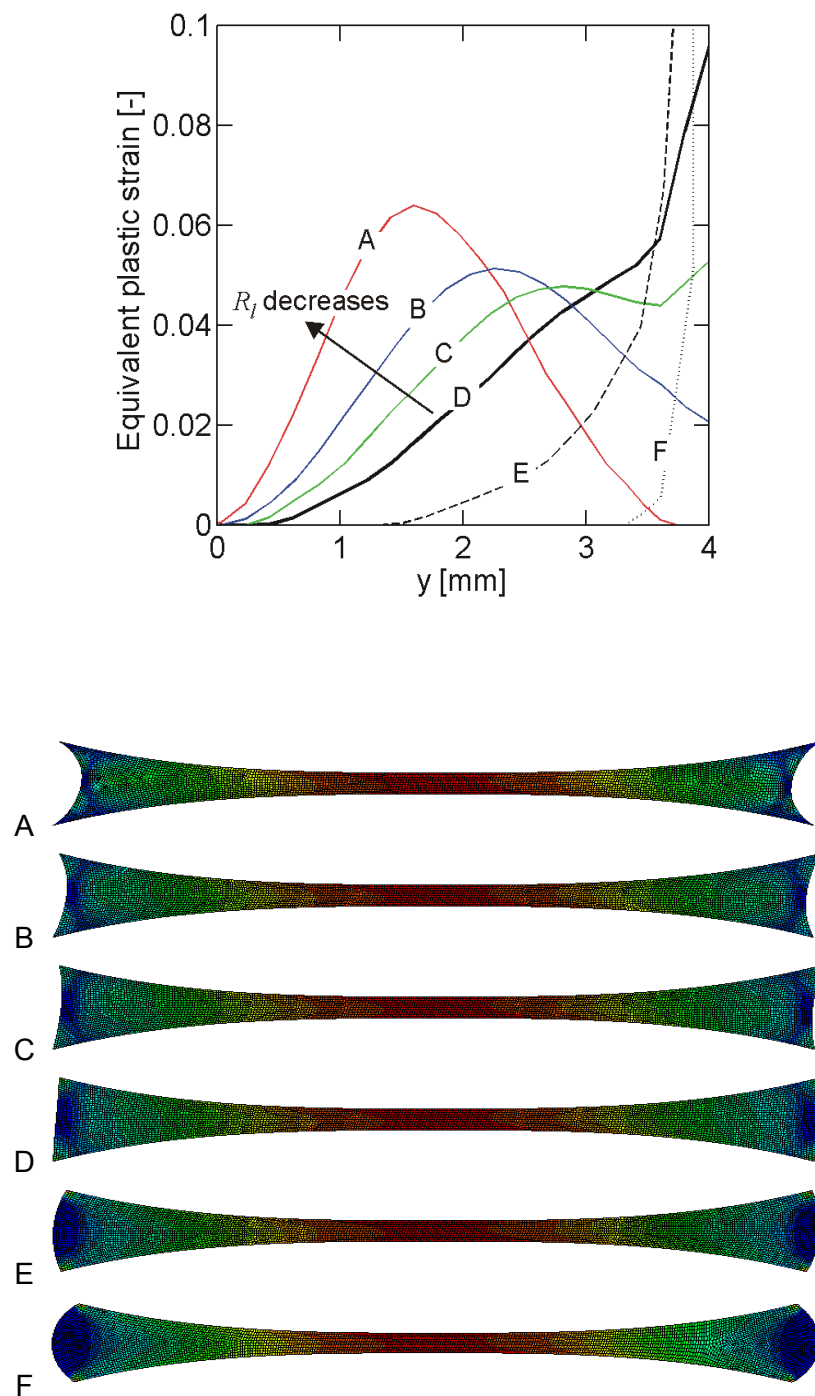 0.1
0.08
0.06
0.04
0.02
0
Equivalent plastic strain [-]
A
R_l decreases
B
C
D
E
F
0 1 2 3 4
y [mm]
A
B
C
D
E
F